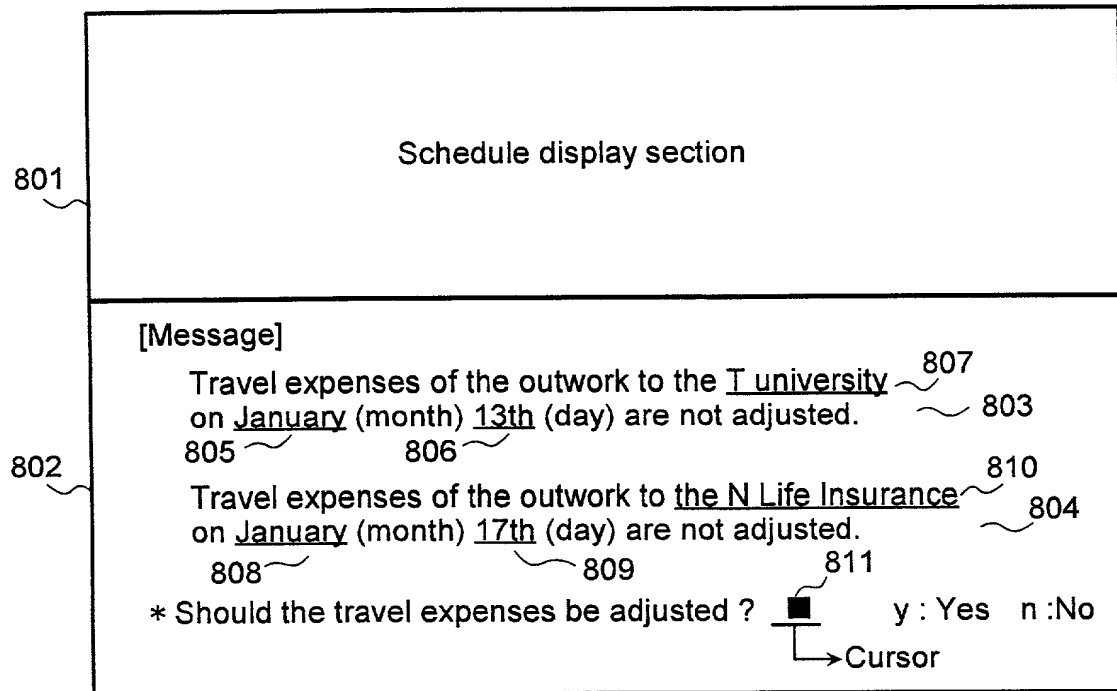 Schedule display section
801
[Message]
Travel expenses of the outwork to the T university 807
on January (month) 13th (day) are not adjusted. 803
805 806
802
Travel expenses of the outwork to the N Life Insurance 810
on January (month) 17th (day) are not adjusted. 804
808 809 811
* Should the travel expenses be adjusted ? ■ y : Yes n :No
Cursor